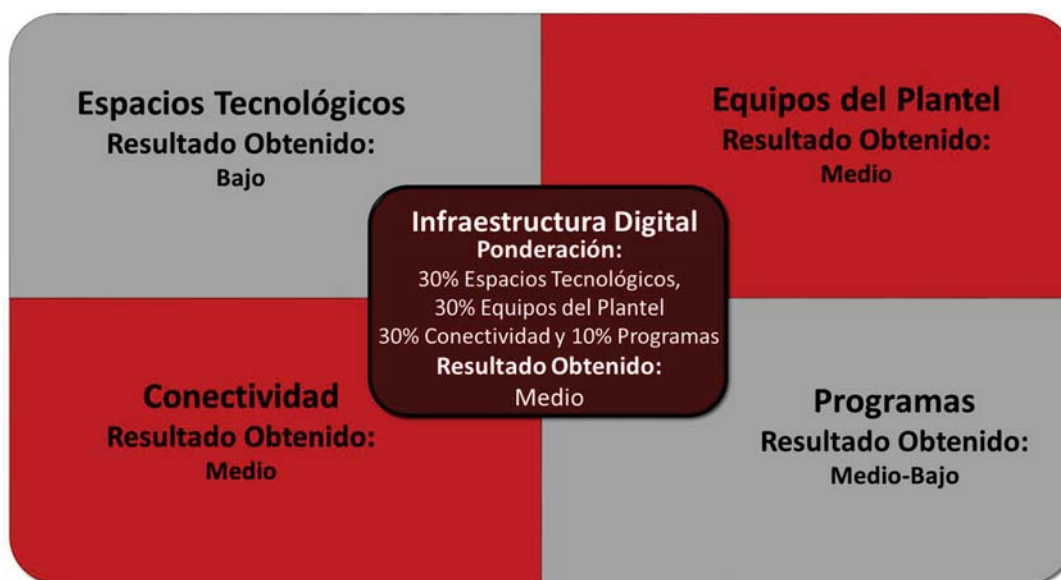 Espacios Tecnológicos
Resultado Obtenido:
Bajo
Equipos del Plantel
Resultado Obtenido:
Medio
Infraestructura Digital
Ponderación:
30% Espacios Tecnológicos,
30% Equipos del Plantel
30% Conectividad y 10% Programas
Resultado Obtenido:
Medio
Conectividad
Resultado Obtenido:
Medio
Programas
Resultado Obtenido:
Medio-Bajo